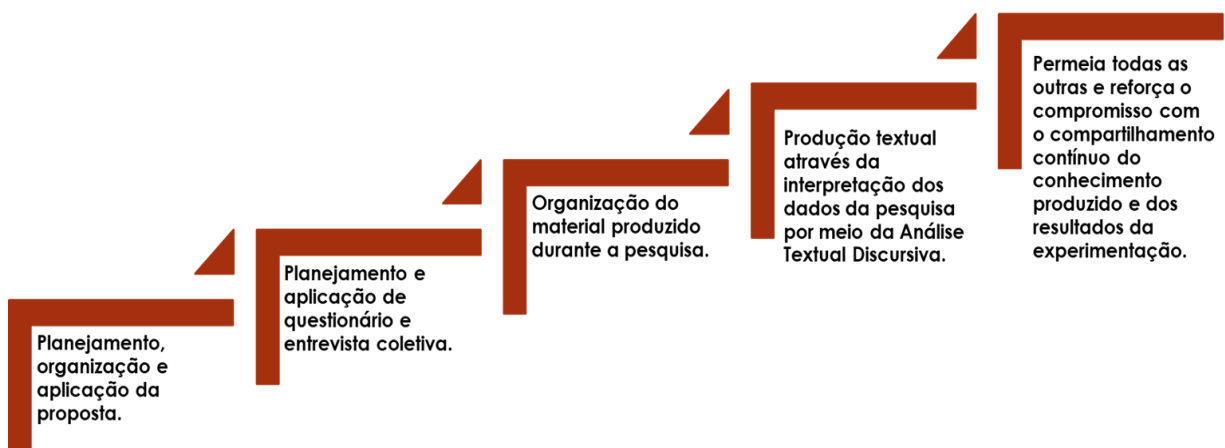 Planejamento,
organização e
aplicação da
proposta.
Planejamento e
aplicação de
questionário e
entrevista coletiva.
Organização do
material produzido
durante a pesquisa.
Produção textual
através da
interpretação dos
dados da pesquisa
por meio da Análise
Textual Discursiva.
Permeia todas as
outras e reforça o
compromisso com
o compartilhamento
contínuo do
conhecimento
produzido e dos
resultados da
experimentação.